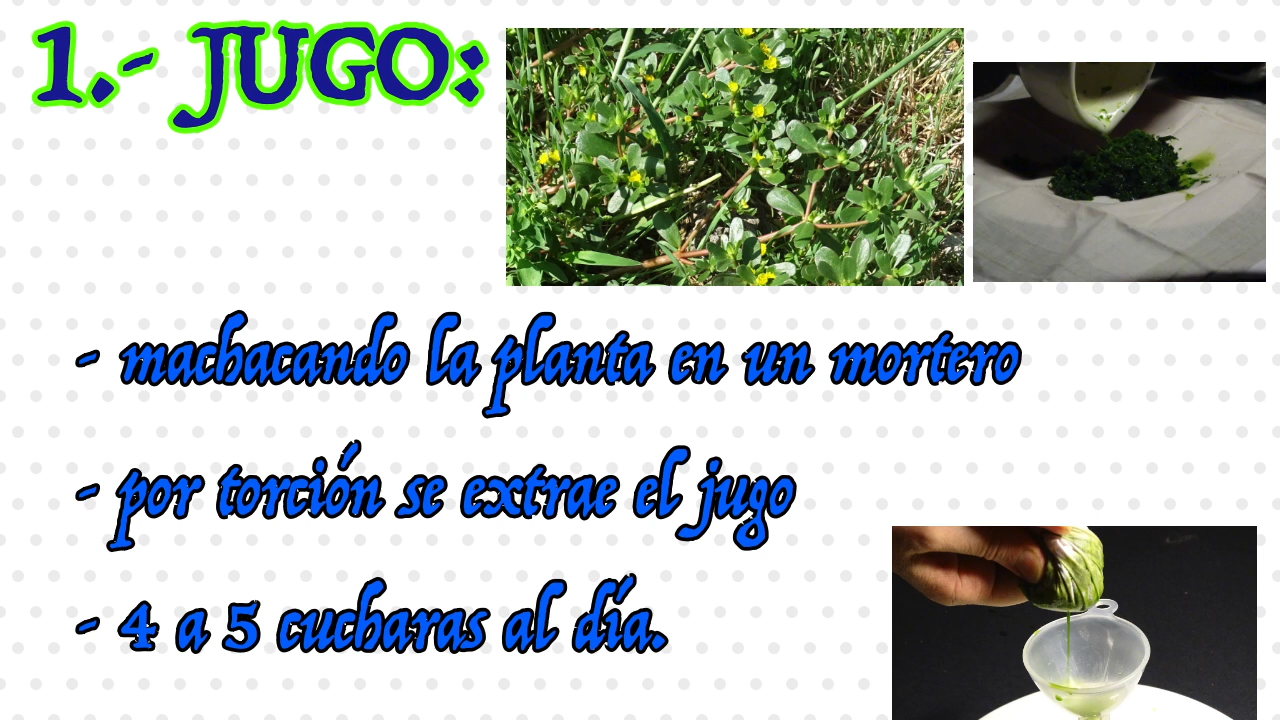 1.- JUGO:
- machacando la planta en un mortero
- por torción se extrae el jugo
- 4 a 5 cucharas al día.